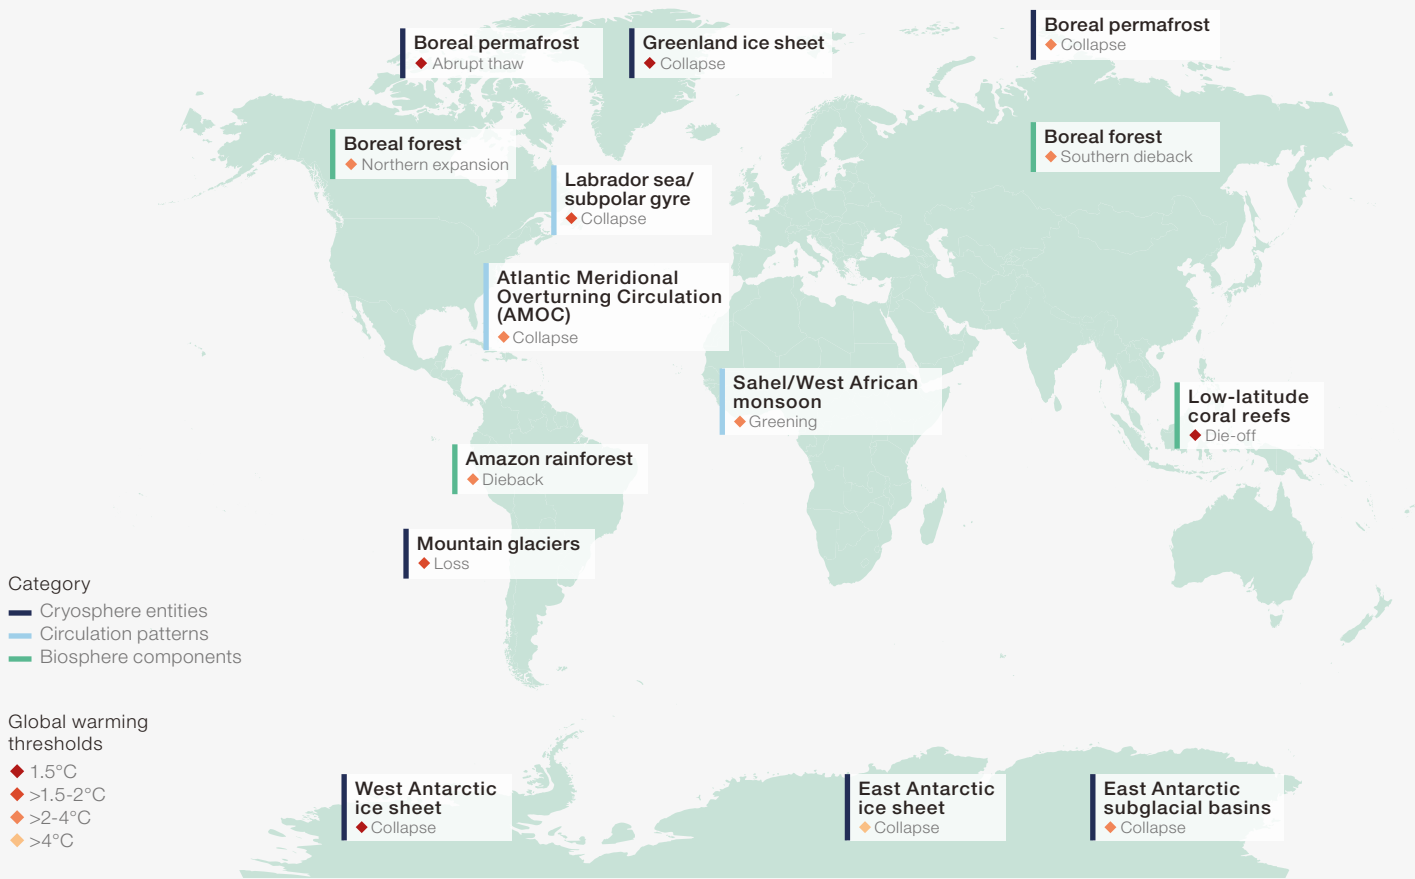 Boreal permafrost
Abrupt thaw
Greenland ice sheet
Collapse
Boreal permafrost
Collapse
Boreal forest
Northern expansion
Boreal forest
Southern dieback
Labrador sea/
subpolar gyre
Collapse
Atlantic Meridional
Overturning Circulation
(AMOC)
Collapse
Sahel/West African
monsoon
Greening
Low-latitude
coral reefs
Die-off
Amazon rainforest
Dieback
Mountain glaciers
Loss
Category
Cryosphere entities
Circulation patterns
Biosphere components
Global warming
thresholds
1.5°C
>1.5-2°C
>2-4°C
>4°C
West Antarctic
ice sheet
Collapse
East Antarctic
ice sheet
Collapse
East Antarctic
subglacial basins
Collapse